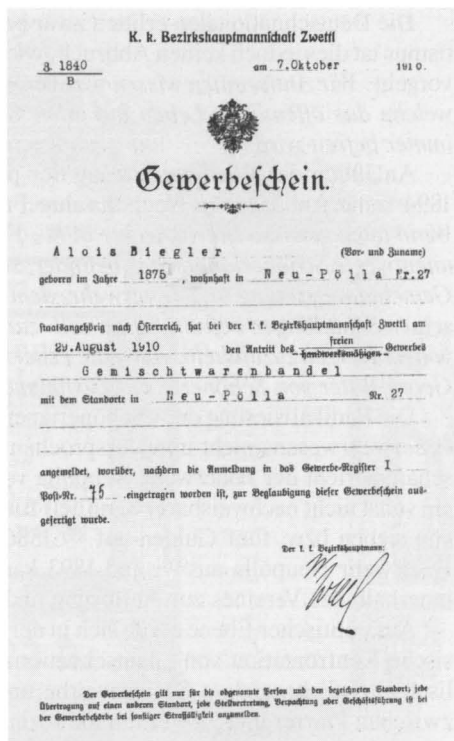 K. k. Bezirkshauptmannschaft Zwettl
a 1840
B
am 7.Oktober 1910
Gewerbeschein.
Alois Biegler (Vor- und Zuname)
geboren im Jahre 1875, wohnhaft in Neu-Pölla Nr.27
staatsangehörig nach Österreich, hat bei der k. k. Bezirkshauptmannschaft Zwettl am
29.August 1910 den Antritt des freien handwerksmäßigen Gewerbes
Gemischtwarenhandel
mit dem Standorte in Neu-Pölla Nr. 27
angemeldet, worüber, nachdem die Anmeldung in das Gewerbe-Register I
Post-Nr. 75 eingetragen worden ist, zur Beglaubigung dieser Gewerbeschein aus-
gefertigt wurde.
Der k. k. Bezirkshauptmann:
Der Gewerbeschein gilt nur für die obgenannte Person und den bezeichneten Standort; jede
Übertragung auf einen anderen Standort, jede Stellvertretung, Verpachtung oder Geschäftsführung ist bei
der Gewerbebehörde bei sonstiger Straffälligkeit anzumelden.